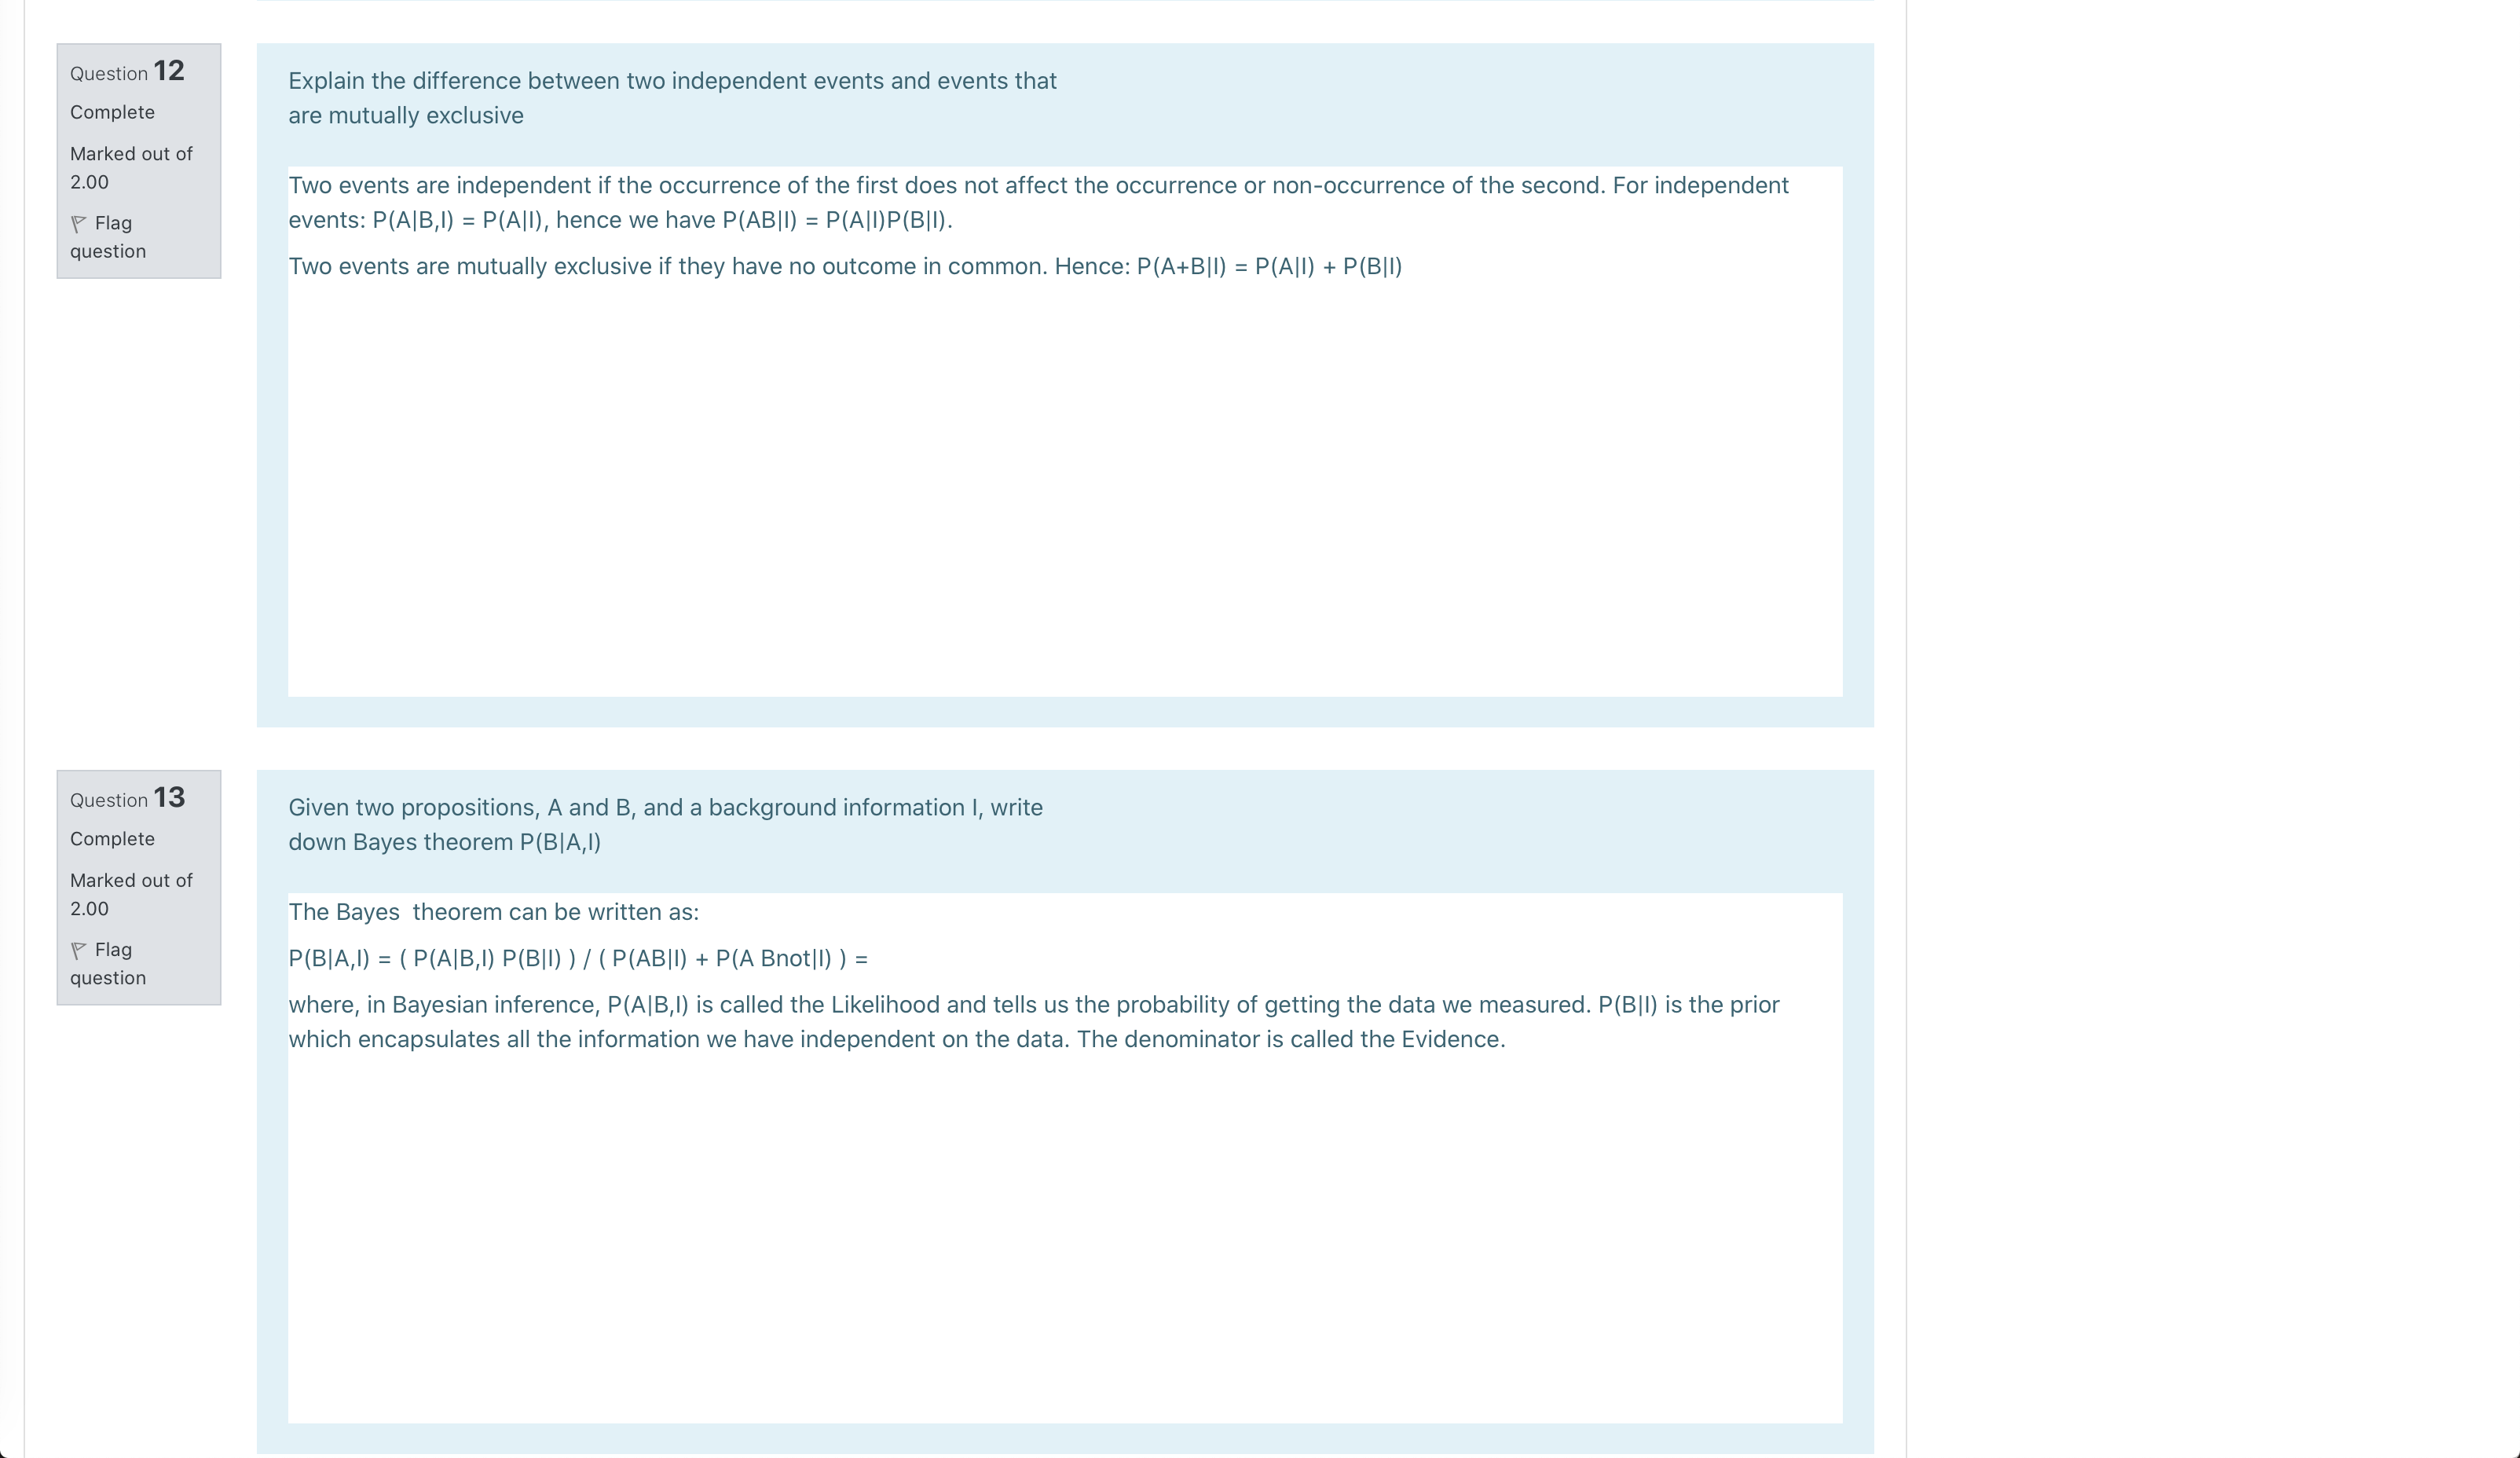 Question 12
Complete
Marked out of
2.00
Flag
question
Explain the difference between two independent events and events that
are mutually exclusive
Two events are independent if the occurrence of the first does not affect the occurrence or non-occurrence of the second. For independent
events: P(A|B,I) = P(A|I), hence we have P(AB|I) = P(A|I)P(B|I).
Two events are mutually exclusive if they have no outcome in common. Hence: P(A+B|I) = P(A|I) + P(B|I)
Question 13
Complete
Marked out of
2.00
Flag
question
Given two propositions, A and B, and a background information I, write
down Bayes theorem P(B|A,I)
The Bayes  theorem can be written as:
P(B|A,I) = ( P(A|B,I) P(B|I) ) / ( P(AB|I) + P(A Bnot|I) ) =
where, in Bayesian inference, P(A|B,I) is called the Likelihood and tells us the probability of getting the data we measured. P(B|I) is the prior
which encapsulates all the information we have independent on the data. The denominator is called the Evidence.